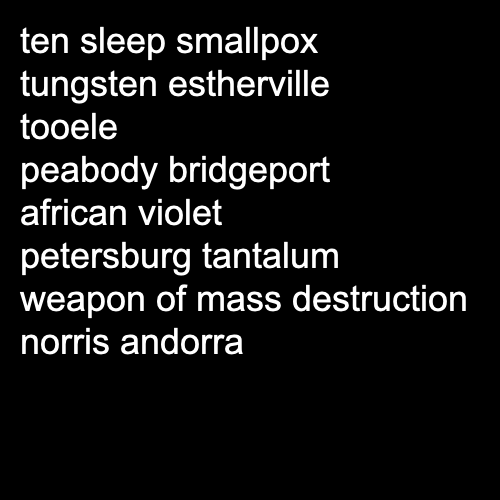 ten sleep smallpox
tungsten estherville
tooele
peabody bridgeport
african violet
petersburg tantalum
weapon of mass destruction
norris andorra